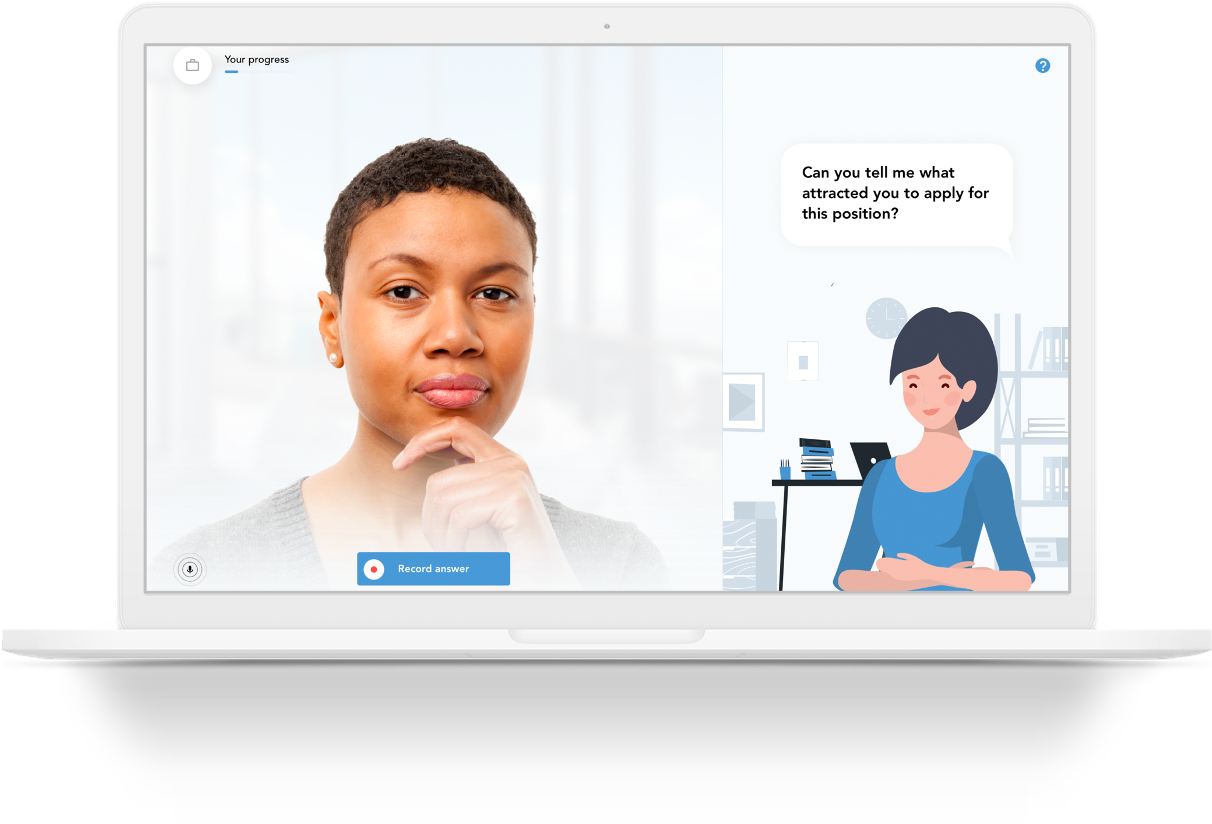 Your progress
?
Can you tell me what
attracted you to apply for
this position?
Record answer